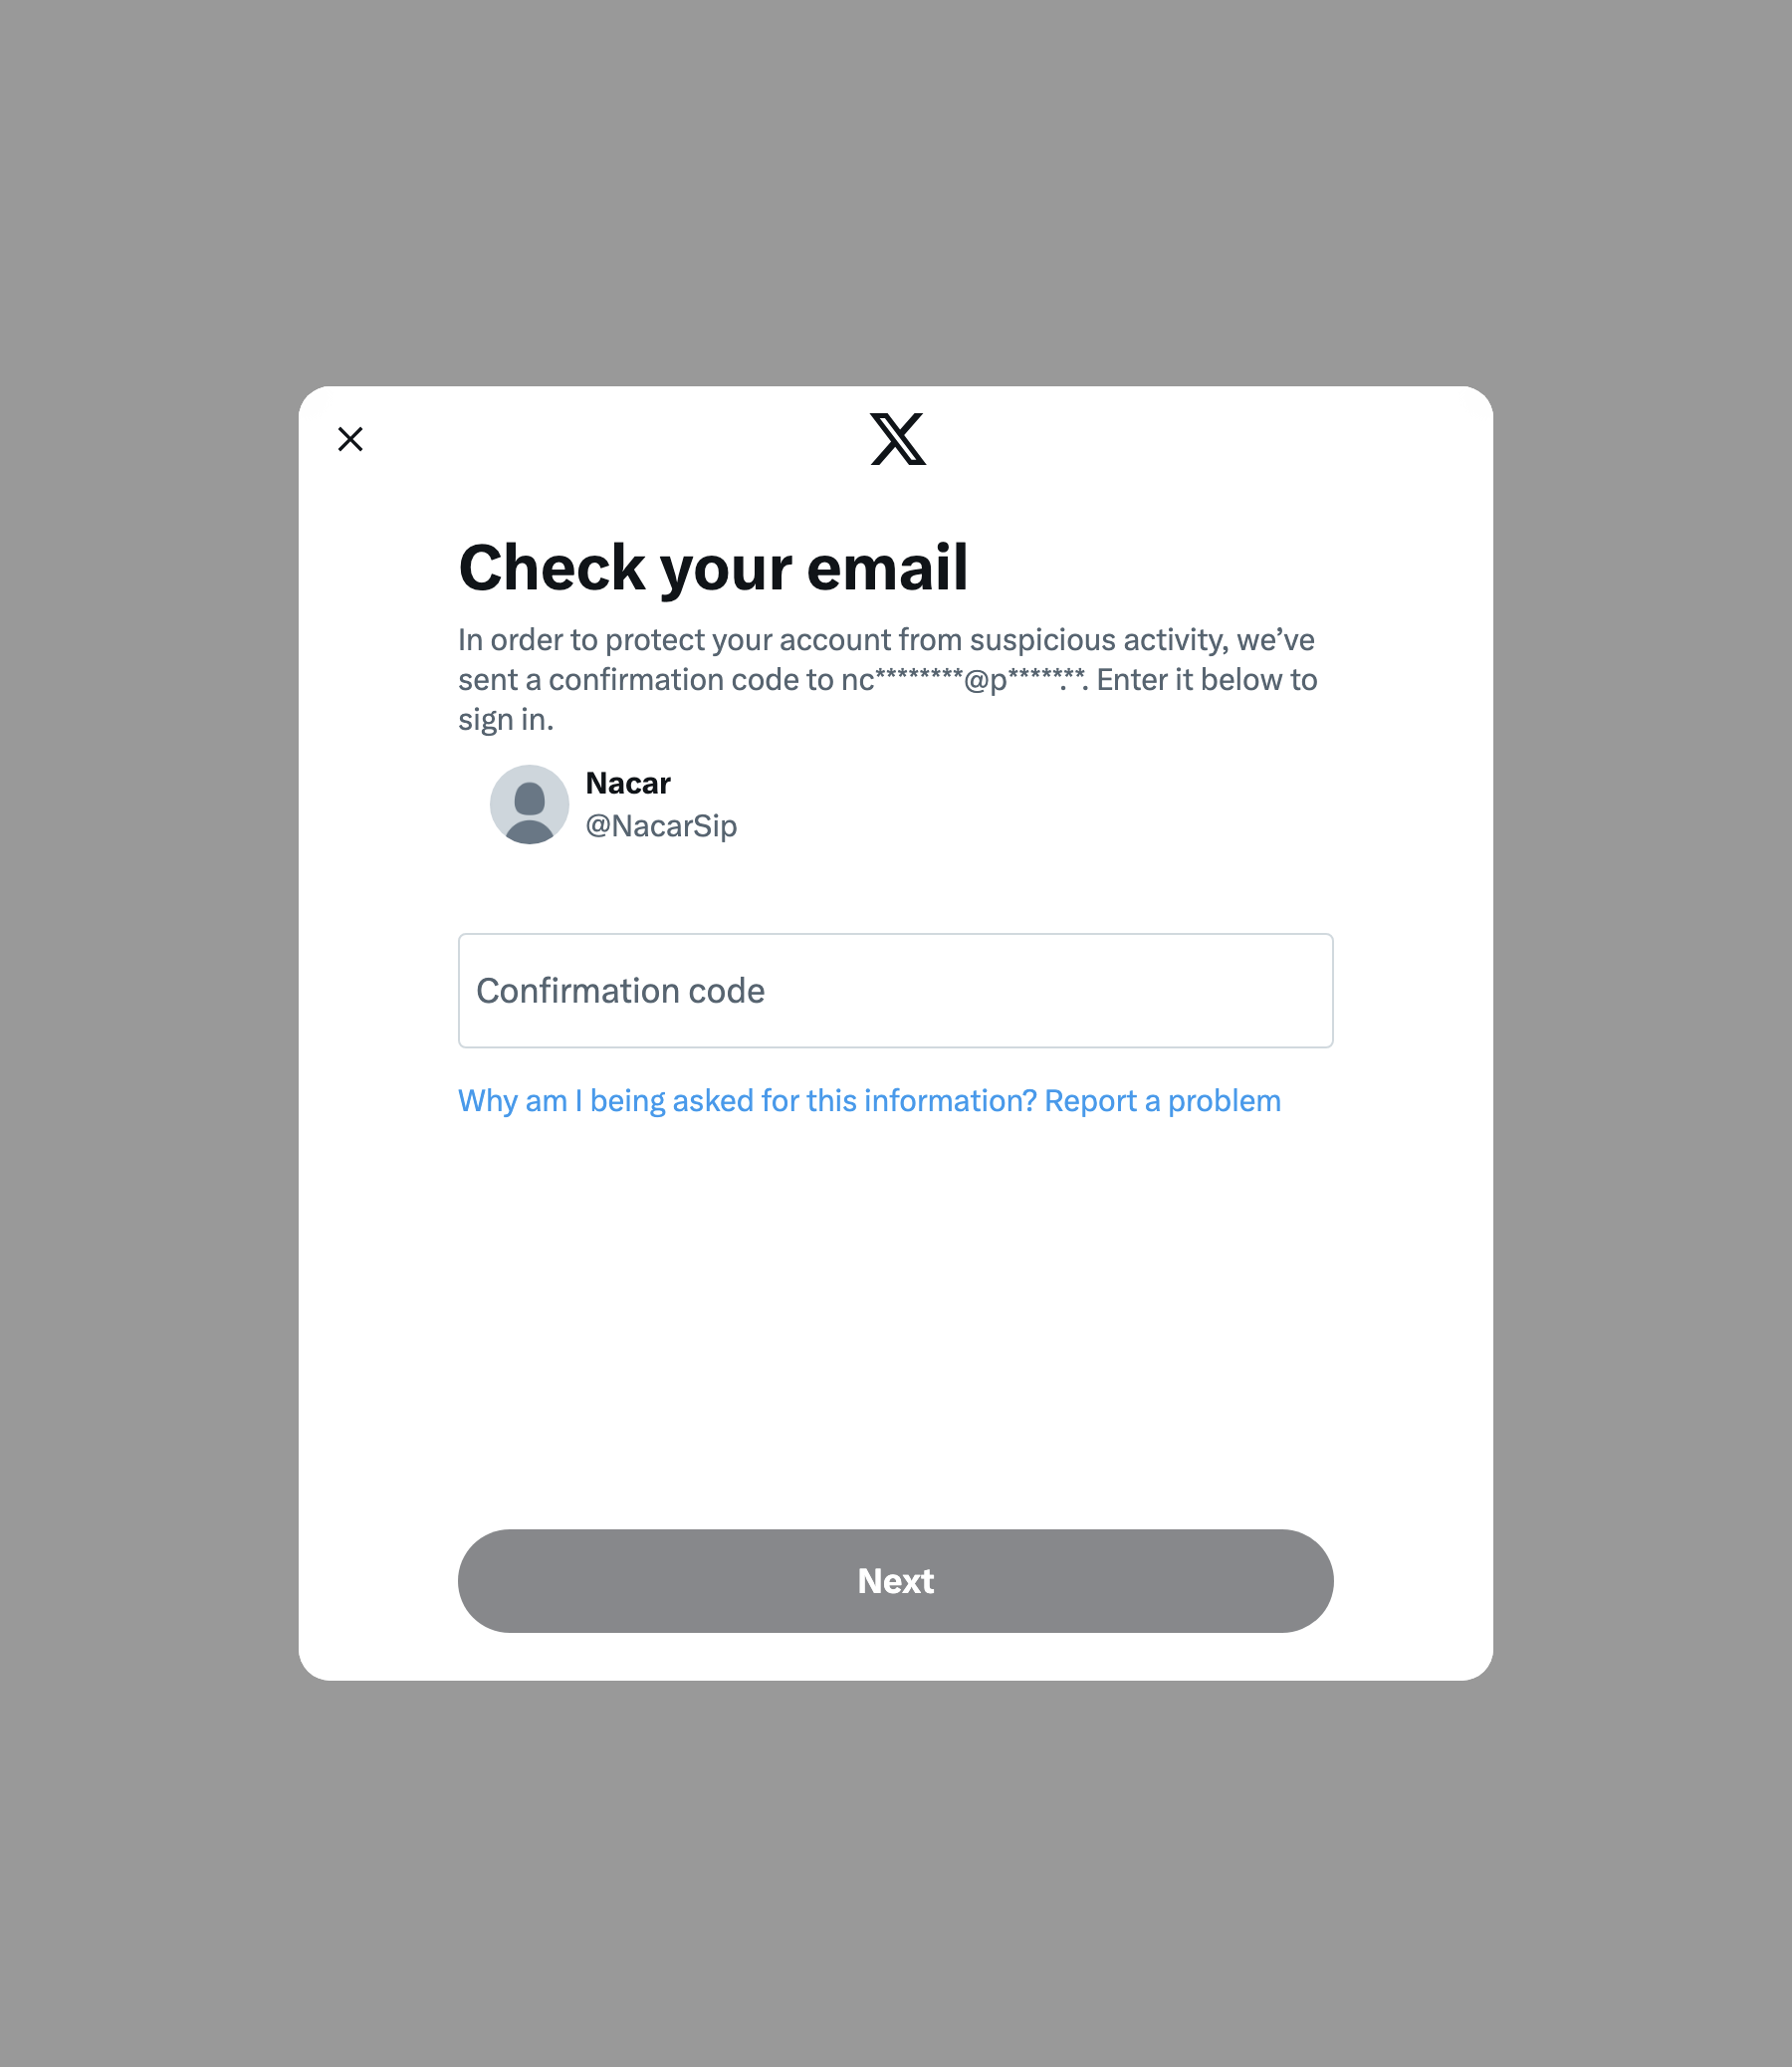 Check your email
In order to protect your account from suspicious activity, we’ve
sent a confirmation code to nc********@p******.**. Enter it below to
sign in.
Nacar
@NacarSip
Confirmation code
Why am I being asked for this information? Report a problem
Next